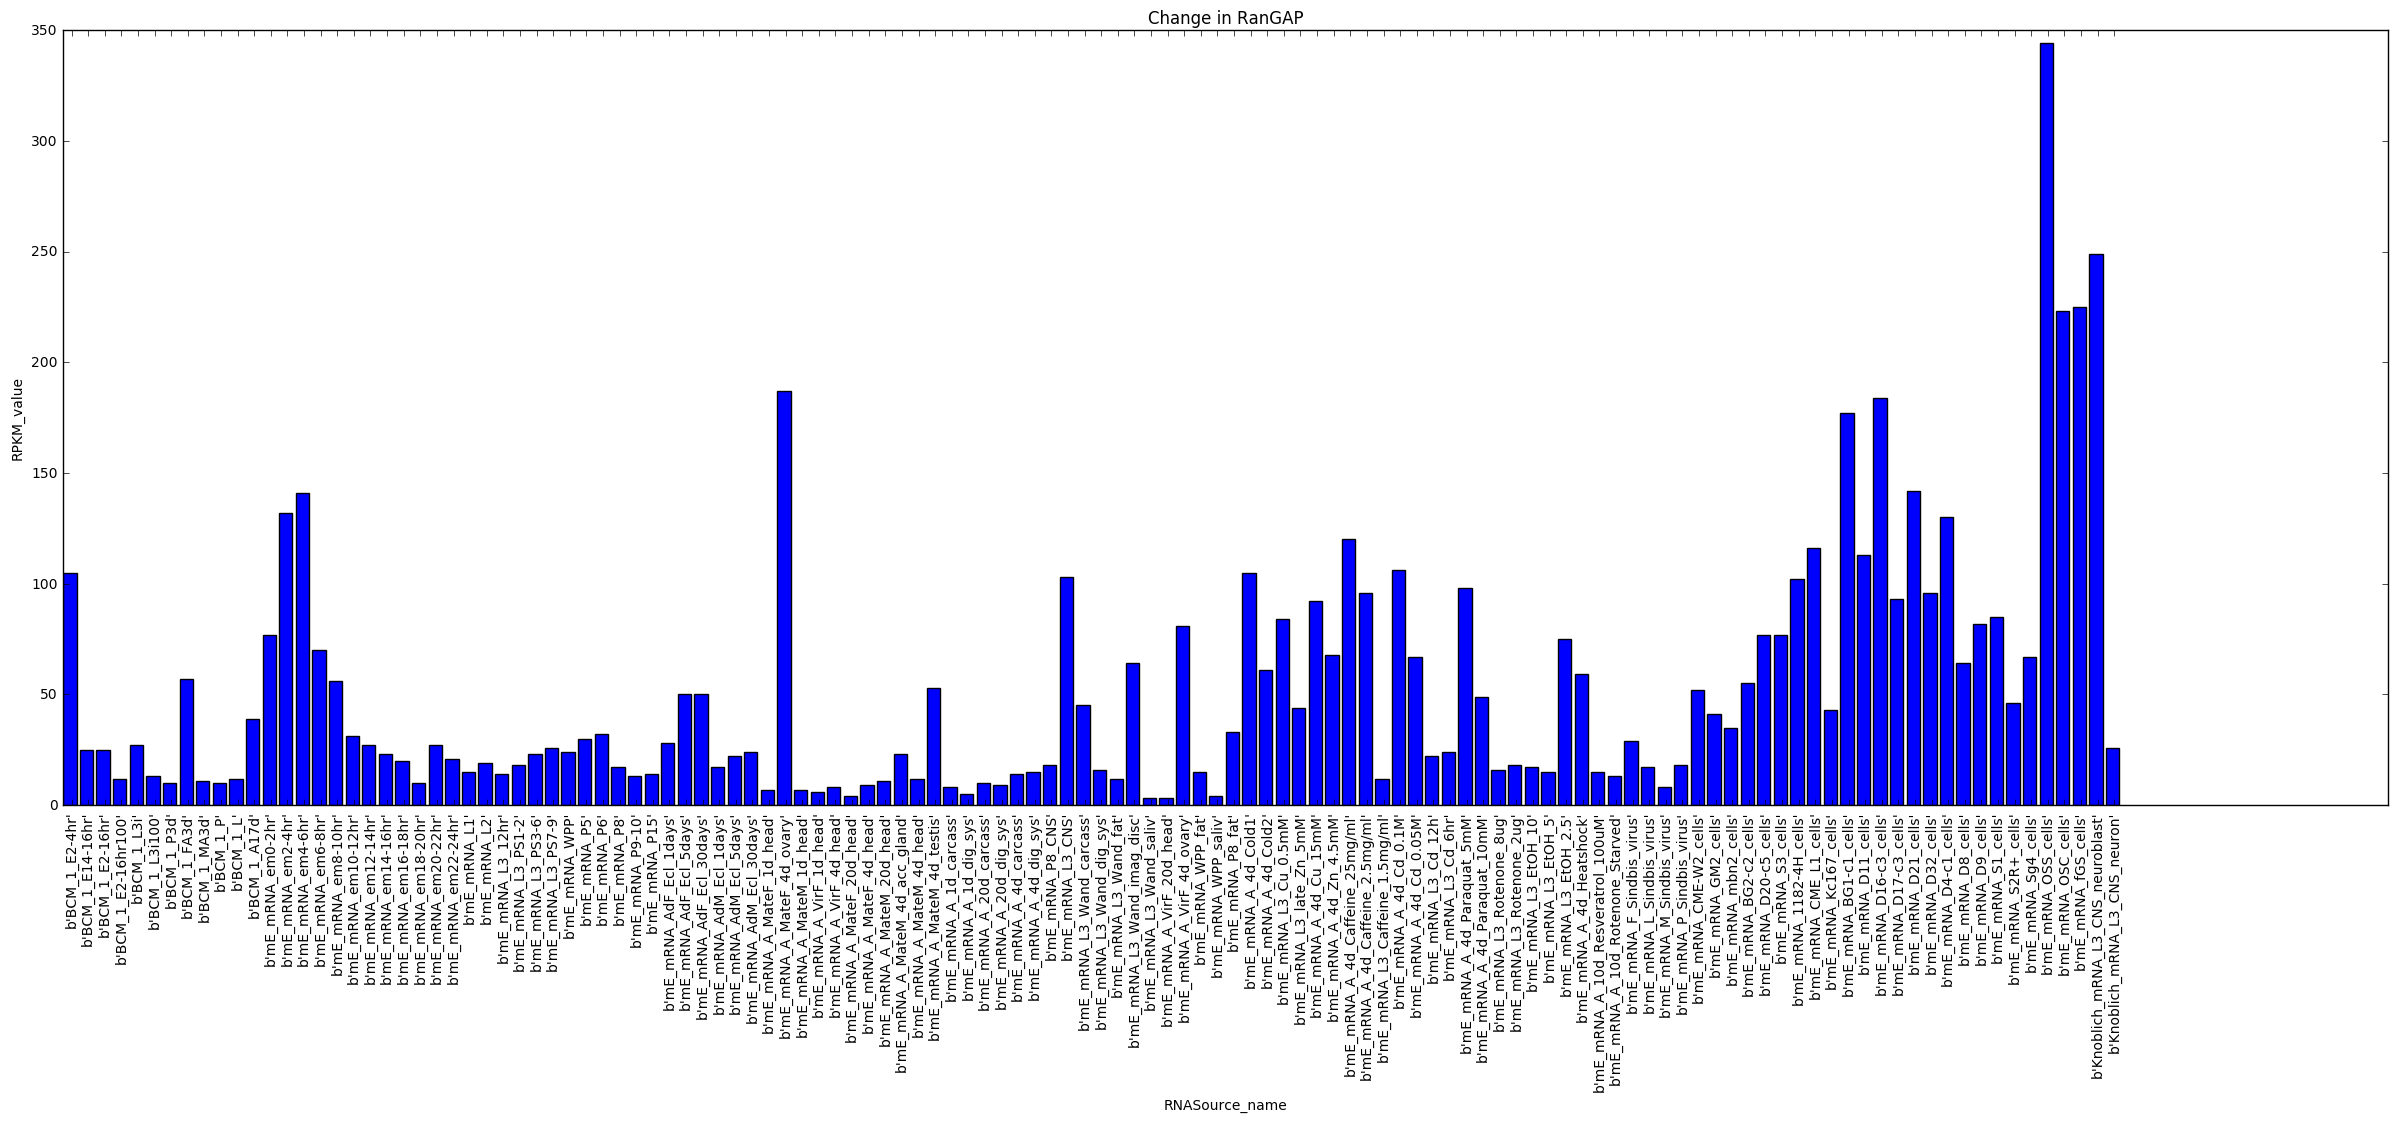 Change in RanGAP
350
300
250
200
150
100
50
0
RPKM_value
b'BCM_1_E2-4hr'
b'BCM_1_E14-16hr'
b'BCM_1_E2-16hr'
b'BCM_1_E2-16hr100'
b'BCM_1_L3i'
b'BCM_1_L3i100'
b'BCM_1_P3d'
b'BCM_1_FA3d'
b'BCM_1_MA3d'
b'BCM_1_P'
b'BCM_1_L'
b'BCM_1_A17d'
b'mE_mRNA_em0-2hr'
b'mE_mRNA_em2-4hr'
b'mE_mRNA_em4-6hr'
b'mE_mRNA_em6-8hr'
b'mE_mRNA_em8-10hr'
b'mE_mRNA_em10-12hr'
b'mE_mRNA_em12-14hr'
b'mE_mRNA_em14-16hr'
b'mE_mRNA_em16-18hr'
b'mE_mRNA_em18-20hr'
b'mE_mRNA_em20-22hr'
b'mE_mRNA_em22-24hr'
b'mE_mRNA_L1'
b'mE_mRNA_L2'
b'mE_mRNA_L3_12hr'
b'mE_mRNA_L3_PS1-2'
b'mE_mRNA_L3_PS3-6'
b'mE_mRNA_L3_PS7-9'
b'mE_mRNA_WPP'
b'mE_mRNA_P5'
b'mE_mRNA_P6'
b'mE_mRNA_P8'
b'mE_mRNA_P9-10'
b'mE_mRNA_P15'
b'mE_mRNA_AdF_Ecl_1days'
b'mE_mRNA_AdF_Ecl_5days'
b'mE_mRNA_AdF_Ecl_30days'
b'mE_mRNA_AdM_Ecl_1days'
b'mE_mRNA_AdM_Ecl_5days'
b'mE_mRNA_AdM_Ecl_30days'
b'mE_mRNA_A_MateF_1d_head'
b'mE_mRNA_A_MateF_4d_ovary'
b'mE_mRNA_A_MateM_1d_head'
b'mE_mRNA_A_VirF_1d_head'
b'mE_mRNA_A_VirF_4d_head'
b'mE_mRNA_A_MateF_20d_head'
b'mE_mRNA_A_MateF_4d_head'
b'mE_mRNA_A_MateM_20d_head'
b'mE_mRNA_A_MateM_4d_acc_gland'
b'mE_mRNA_A_MateM_4d_head'
b'mE_mRNA_A_MateM_4d_testis'
b'mE_mRNA_A_1d_carcass'
b'mE_mRNA_A_1d_dig_sys'
b'mE_mRNA_A_20d_carcass'
b'mE_mRNA_A_20d_dig_sys'
b'mE_mRNA_A_4d_carcass'
b'mE_mRNA_A_4d_dig_sys'
b'mE_mRNA_P8_CNS'
b'mE_mRNA_L3_CNS'
b'mE_mRNA_L3_Wand_carcass'
b'mE_mRNA_L3_Wand_dig_sys'
b'mE_mRNA_L3_Wand_fat'
b'mE_mRNA_L3_Wand_imag_disc'
b'mE_mRNA_L3_Wand_saliv'
b'mE_mRNA_A_VirF_20d_head'
b'mE_mRNA_A_VirF_4d_ovary'
b'mE_mRNA_WPP_fat'
b'mE_mRNA_WPP_saliv'
b'mE_mRNA_P8_fat'
b'mE_mRNA_A_4d_Cold1'
b'mE_mRNA_A_4d_Cold2'
b'mE_mRNA_L3_Cu_0.5mM'
b'mE_mRNA_L3_late_Zn_5mM'
b'mE_mRNA_A_4d_Cu_15mM'
b'mE_mRNA_A_4d_Zn_4.5mM'
b'mE_mRNA_A_4d_Caffeine_25mg/ml'
b'mE_mRNA_A_4d_Caffeine_2.5mg/ml'
b'mE_mRNA_L3_Caffeine_1.5mg/ml'
b'mE_mRNA_A_4d_Cd_0.1M'
b'mE_mRNA_A_4d_Cd_0.05M'
b'mE_mRNA_L3_Cd_12h'
b'mE_mRNA_L3_Cd_6hr'
b'mE_mRNA_A_4d_Paraquat_5mM'
b'mE_mRNA_A_4d_Paraquat_10mM'
b'mE_mRNA_L3_Rotenone_8ug'
b'mE_mRNA_L3_Rotenone_2ug'
b'mE_mRNA_L3_EtOH_10'
b'mE_mRNA_L3_EtOH_5'
b'mE_mRNA_L3_EtOH_2.5'
b'mE_mRNA_A_4d_Heatshock'
b'mE_mRNA_A_10d_Resveratrol_100uM'
b'mE_mRNA_A_10d_Rotenone_Starved'
b'mE_mRNA_F_Sindbis_virus'
b'mE_mRNA_L_Sindbis_virus'
b'mE_mRNA_M_Sindbis_virus'
b'mE_mRNA_P_Sindbis_virus'
b'mE_mRNA_CME-W2_cells'
b'mE_mRNA_GM2_cells'
b'mE_mRNA_mbn2_cells'
b'mE_mRNA_BG2-c2_cells'
b'mE_mRNA_D20-c5_cells'
b'mE_mRNA_S3_cells'
b'mE_mRNA_1182-4H_cells'
b'mE_mRNA_CME_L1_cells'
b'mE_mRNA_Kc167_cells'
b'mE_mRNA_BG1-c1_cells'
b'mE_mRNA_D11_cells'
b'mE_mRNA_D16-c3_cells'
b'mE_mRNA_D17-c3_cells'
b'mE_mRNA_D21_cells'
b'mE_mRNA_D32_cells'
b'mE_mRNA_D4-c1_cells'
b'mE_mRNA_D8_cells'
b'mE_mRNA_D9_cells'
b'mE_mRNA_S1_cells'
b'mE_mRNA_S2R+_cells'
b'mE_mRNA_Sg4_cells'
b'mE_mRNA_OSS_cells'
b'mE_mRNA_OSC_cells'
b'mE_mRNA_fGS_cells'
b'Knoblich_mRNA_L3_CNS_neuroblast'
b'Knoblich_mRNA_L3_CNS_neuron'
RNASource_name